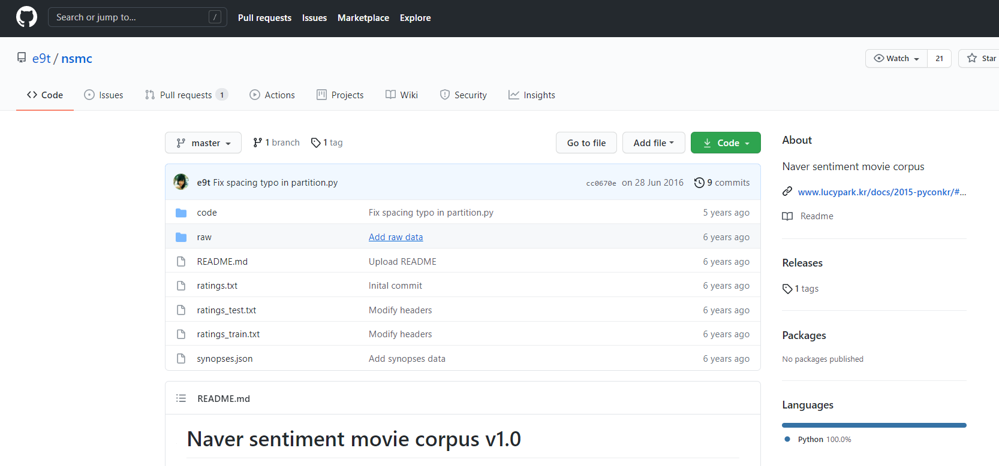 Search or jump to... / Pull requests Issues Marketplace Explore
e9t / nsmc Watch 21 Star
Code Issues Pull requests 1 Actions Projects Wiki Security Insights
master 1 branch 1 tag Go to file Add file Code
e9t Fix spacing typo in partition.py cc0670e on 28 Jun 2016 9 commits
code Fix spacing typo in partition.py 5 years ago
raw Add raw data 6 years ago
README.md Upload README 6 years ago
ratings.txt Inital commit 6 years ago
ratings_test.txt Modify headers 6 years ago
ratings_train.txt Modify headers 6 years ago
synopses.json Add synopses data 6 years ago
README.md
Naver sentiment movie corpus v1.0
About
Naver sentiment movie corpus
www.lucypark.kr/docs/2015-pyconkr/#...
Readme
Releases
1 tags
Packages
No packages published
Languages
Python 100.0%